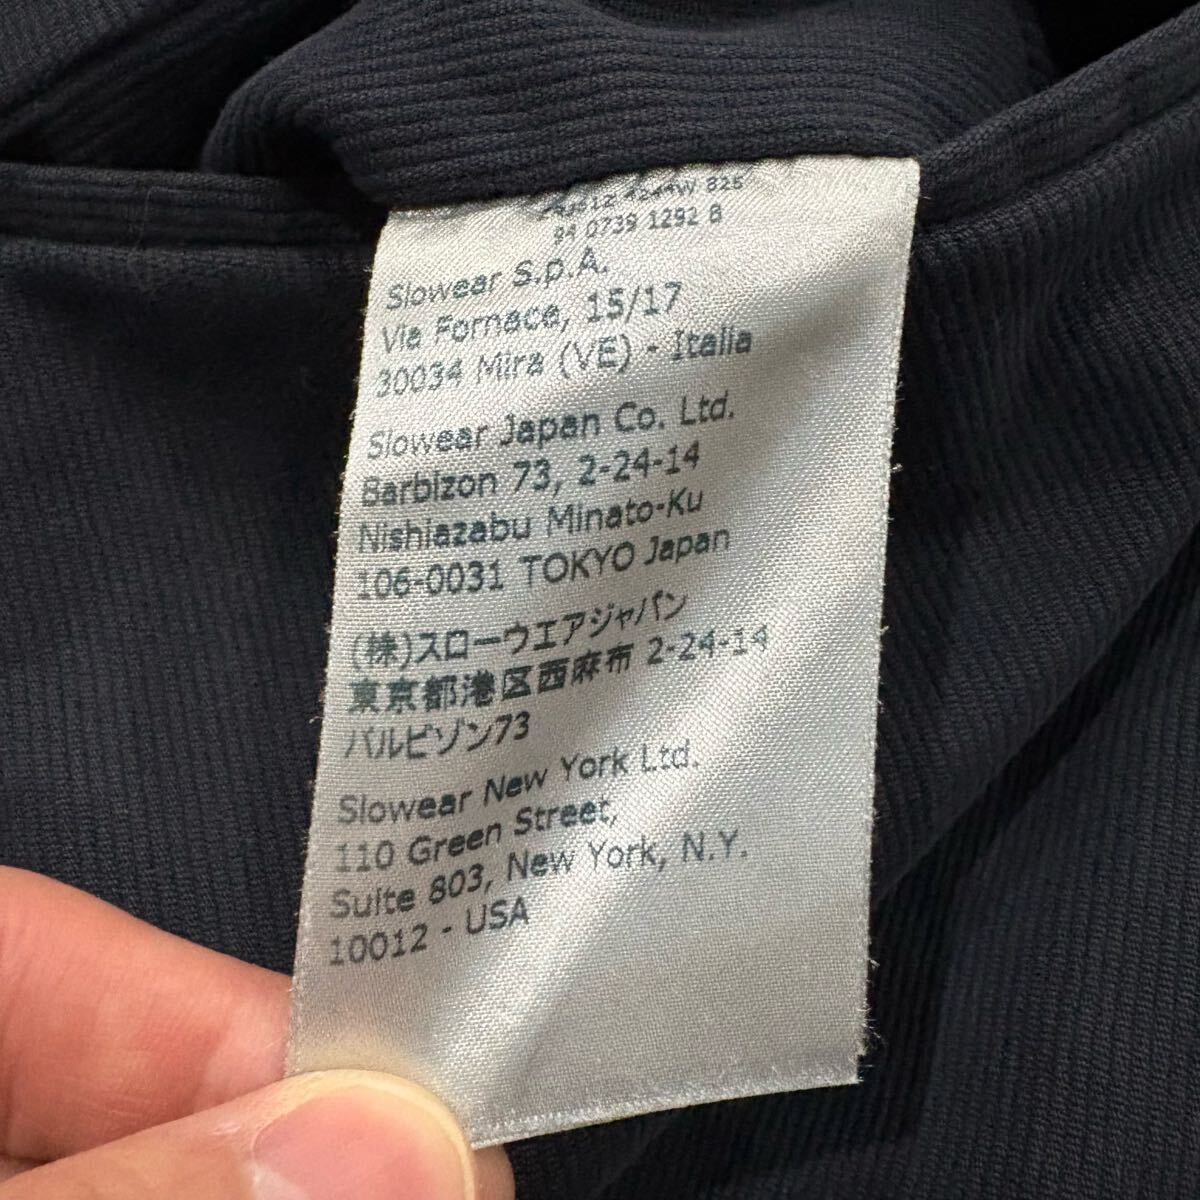 825
94 0739 1292 8
Slowear S.p.A.
Via Fornace, 15/17
30034 Mira (VE) - Italia
Slowear Japan Co. Ltd.
Barbizon 73, 2-24-14
Nishiazabu Minato-Ku
106-0031 TOKYO Japan
(株)スローウエアジャパン
東京都港区西麻布 2-24-14
バルビゾン73
Slowear New York Ltd.
110 Green Street,
Suite 803, New York, N.Y.
10012 - USA